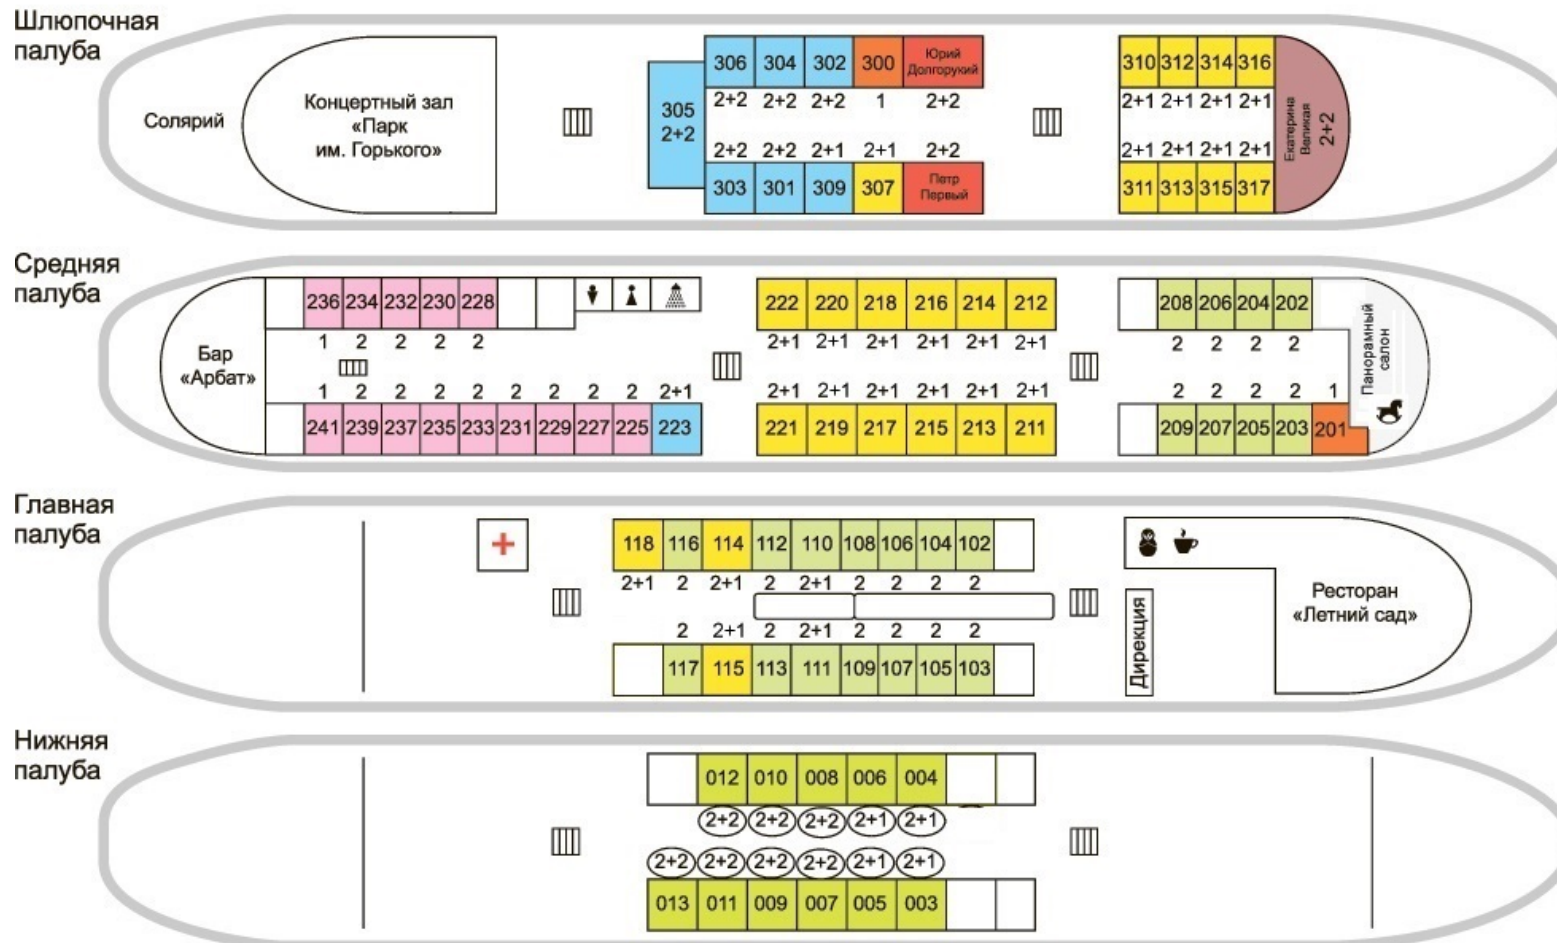 Шлюпочная
палуба
Солярий
Концертный зал
«Парк
им. Горького»
305
2+2
306 304 302 300 Юрий Долгорукий
2+2 2+2 2+2 1 2+2
2+2 2+2 2+1 2+1 2+2
303 301 309 307 Петр Первый
310 312 314 316
2+1 2+1 2+1 2+1
2+1 2+1 2+1 2+1
311 313 315 317
Екатерина
Великая
2+2
Средняя
палуба
Бар
«Арбат»
236 234 232 230 228
1 2 2 2 2
1 2 2 2 2 2 2 2 2 2+1
241 239 237 235 233 231 229 227 225 223
222 220 218 216 214 212
2+1 2+1 2+1 2+1 2+1 2+1
2+1 2+1 2+1 2+1 2+1 2+1
221 219 217 215 213 211
208 206 204 202
2 2 2 2
2 2 2 2 1
209 207 205 203 201
Панорамный
салон
Главная
палуба
118 116 114 112 110 108 106 104 102
2+1 2 2+1 2 2+1 2 2 2 2
2 2+1 2 2+1 2 2 2 2
117 115 113 111 109 107 105 103
Дирекция
Ресторан
«Летний сад»
Нижняя
палуба
012 010 008 006 004
2+2 2+2 2+2 2+1 2+1
2+2 2+2 2+2 2+2 2+1 2+1
013 011 009 007 005 003